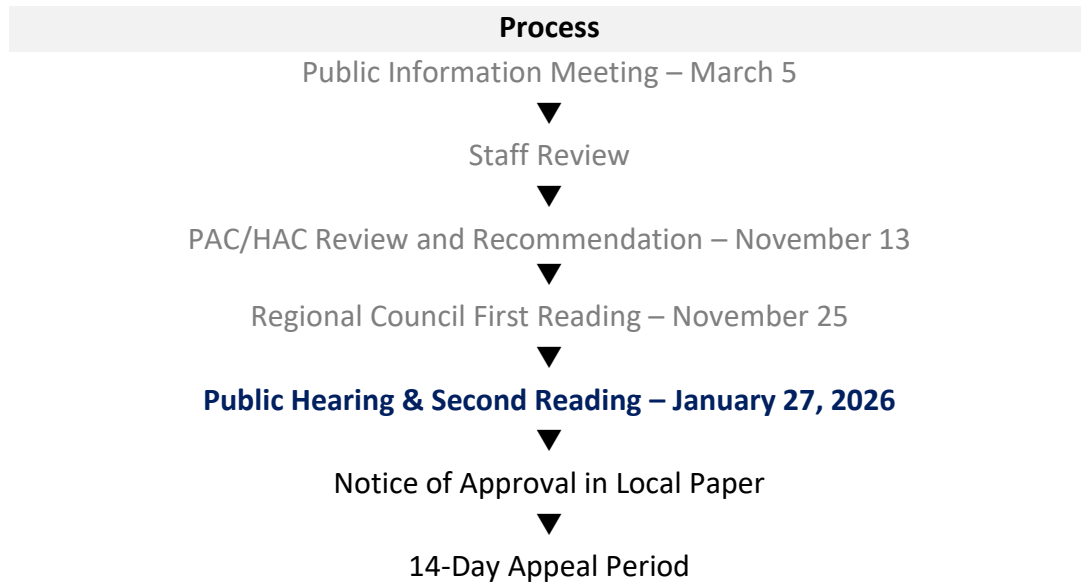 Process
Public Information Meeting – March 5
Staff Review
PAC/HAC Review and Recommendation – November 13
Regional Council First Reading – November 25
Public Hearing & Second Reading – January 27, 2026
Notice of Approval in Local Paper
14-Day Appeal Period